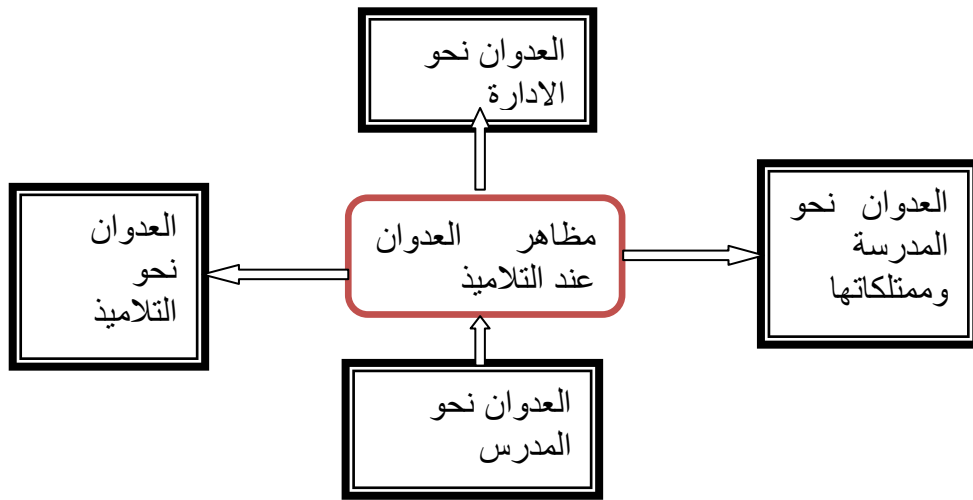 العدوان نحو
الادارة
العدوان نحو
المدرسة
وممتلكاتها
مظاهر العدوان
عند التلاميذ
العدوان
نحو
التلاميذ
العدوان نحو
المدرس